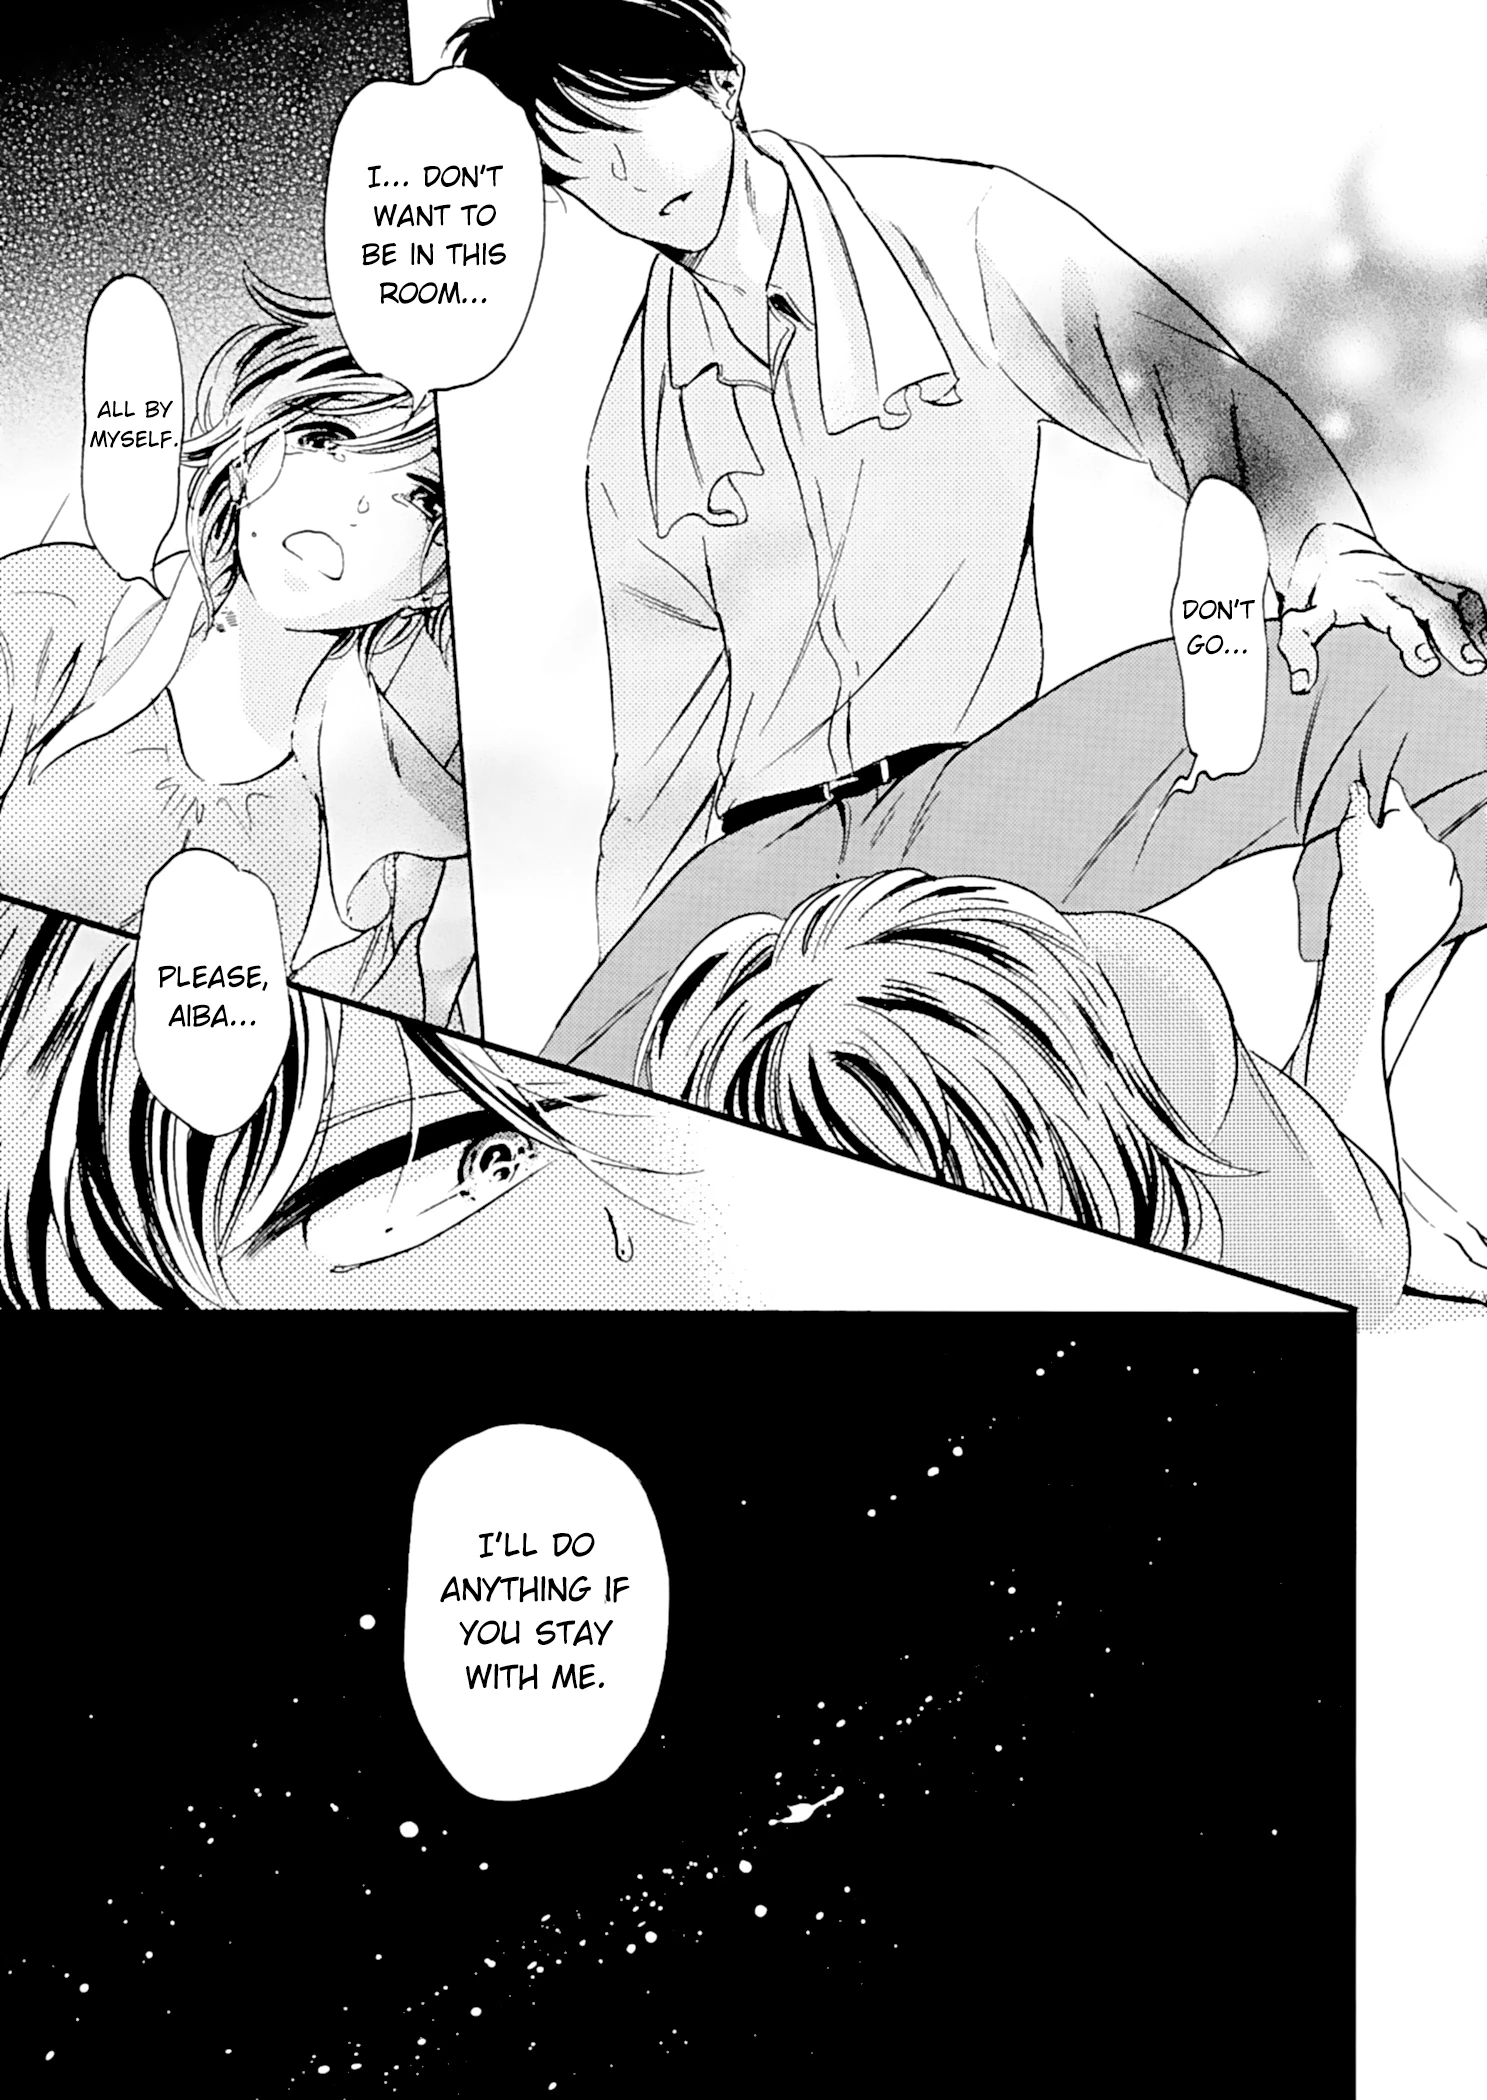 DON'T
GO...
I... DON'T
WANT TO
BE IN THIS
ROOM...
ALL BY
MYSELF.
PLEASE,
AIBA...
I'LL DO
ANYTHING IF
YOU STAY
WITH ME.